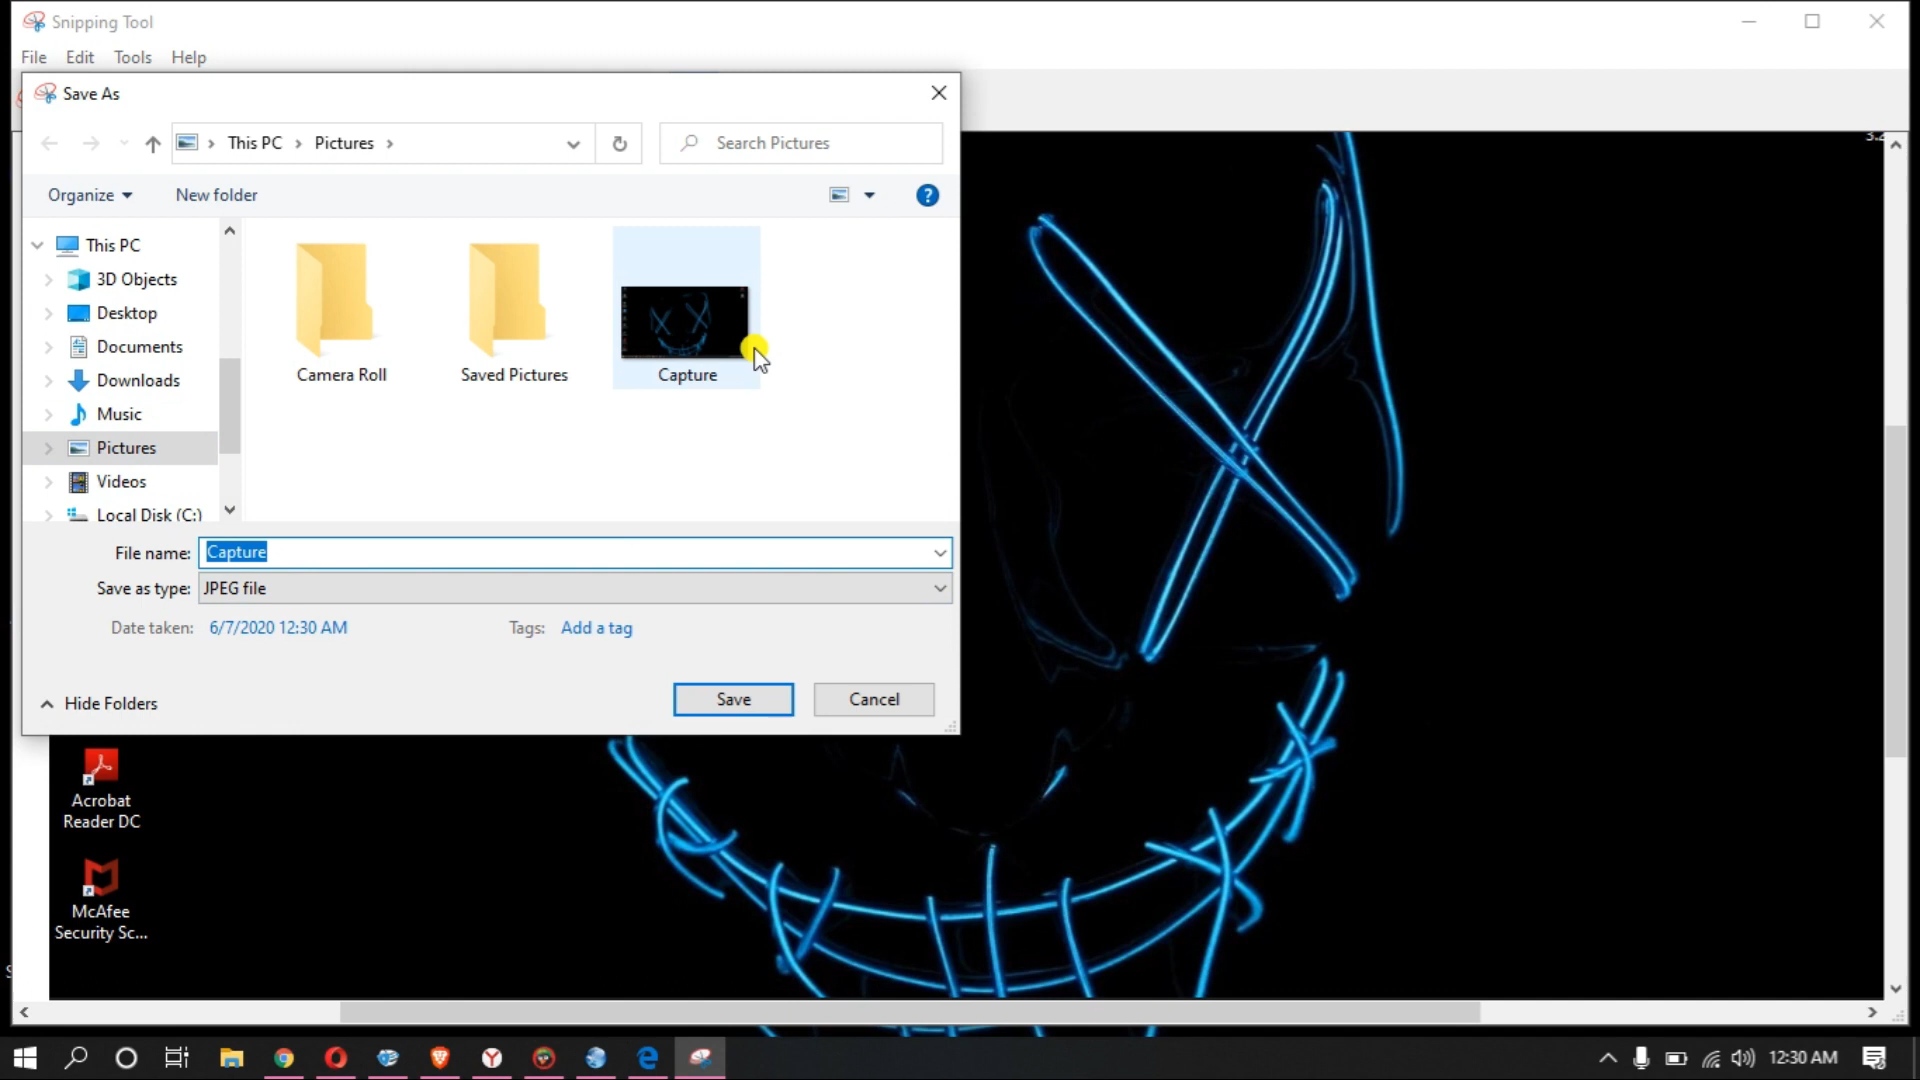 Snipping Tool
File Edit Tools Help
Save As
This PC Pictures
Search Pictures
Organize New folder
This PC
3D Objects
Desktop
Documents
Downloads
Music
Pictures
Videos
Local Disk (C:)
Camera Roll Saved Pictures Capture
File name: Capture
Save as type: JPEG file
Date taken: 6/7/2020 12:30 AM Tags: Add a tag
Hide Folders Save Cancel
Acrobat
Reader DC
McAfee
Security Sc...
12:30 AM